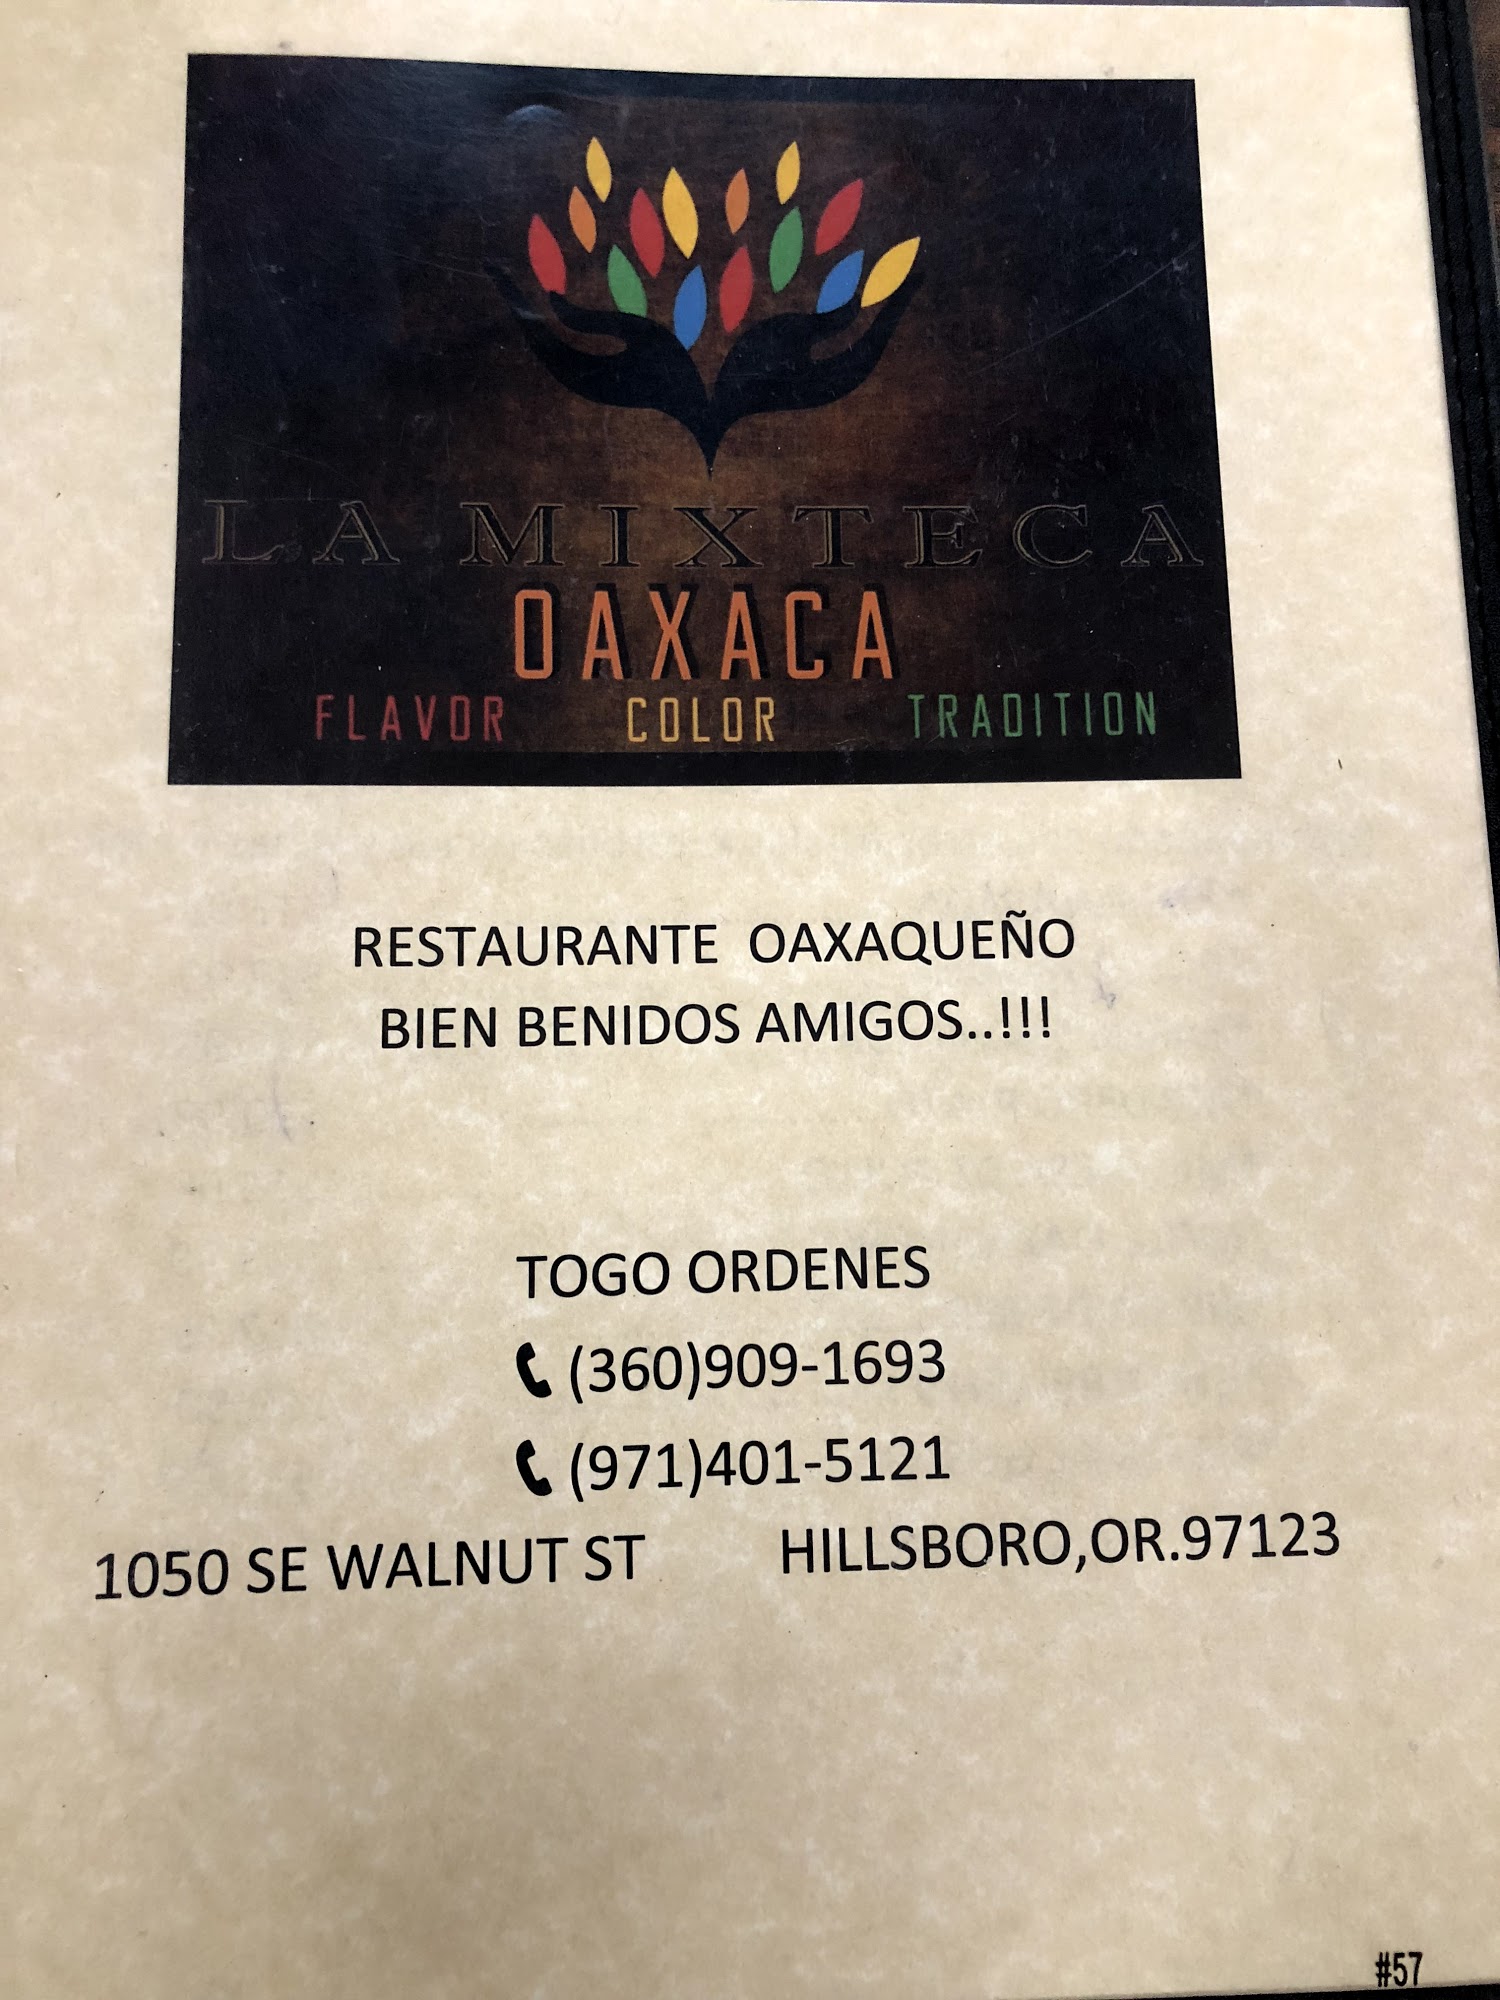 LA MIXTECA
OAXACA
FLAVOR COLOR TRADITION
RESTAURANTE OAXAQUEÑO
BIEN BENIDOS AMIGOS..!!!
TOGO ORDENES
(360)909-1693
(971)401-5121
1050 SE WALNUT ST HILLSBORO,OR.97123
#57